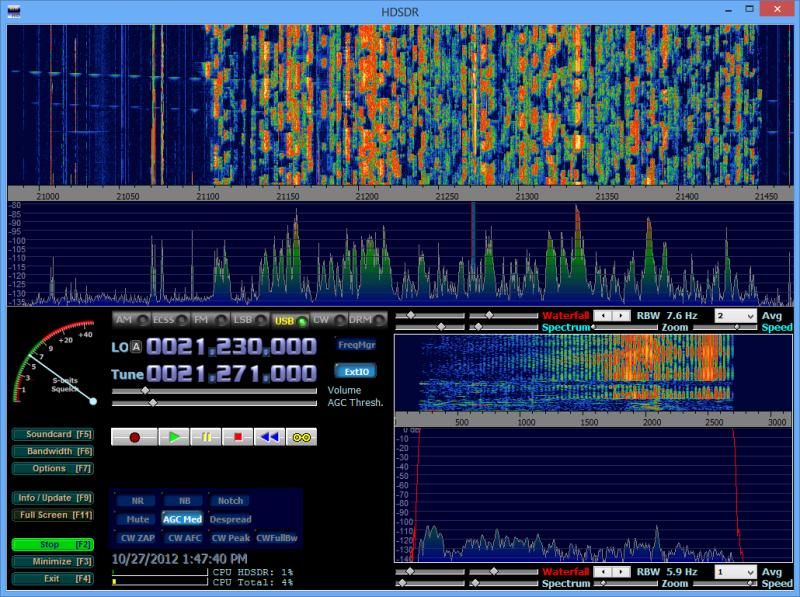 HDSDR
21000 21050 21100 21150 21200 21250 21300 21350 21400 21450
-80
-85
-90
-95
-100
-105
-110
-115
-120
-125
-130
-135
AM ECSS FM LSB USB CW DRM
Waterfall RBW 7.6 Hz 2 Avg
Spectrum Zoom Speed
LO A 0021.230.000 FreqMgr
Tune 0021.271.000 ExtIO
Volume
AGC Thresh.
1 3 5 7 9 +20 +40
S-units
Squelch
0 500 1000 1500 2000 2500 3000
0 dB
-10
-20
-30
-40
-50
-60
-70
-80
-90
-100
-110
-120
-130
-140
Soundcard [F5]
Bandwidth [F6]
Options [F7]
Info / Update [F9]
Full Screen [F11]
Stop [F2]
Minimize [F3]
Exit [F4]
NR NB Notch
Mute AGC Med Despread
CW ZAP CW AFC CW Peak CWFullBw
10/27/2012 1:47:40 PM
CPU HDSDR: 1%
CPU Total: 4%
Waterfall RBW 5.9 Hz 1 Avg
Spectrum Zoom Speed